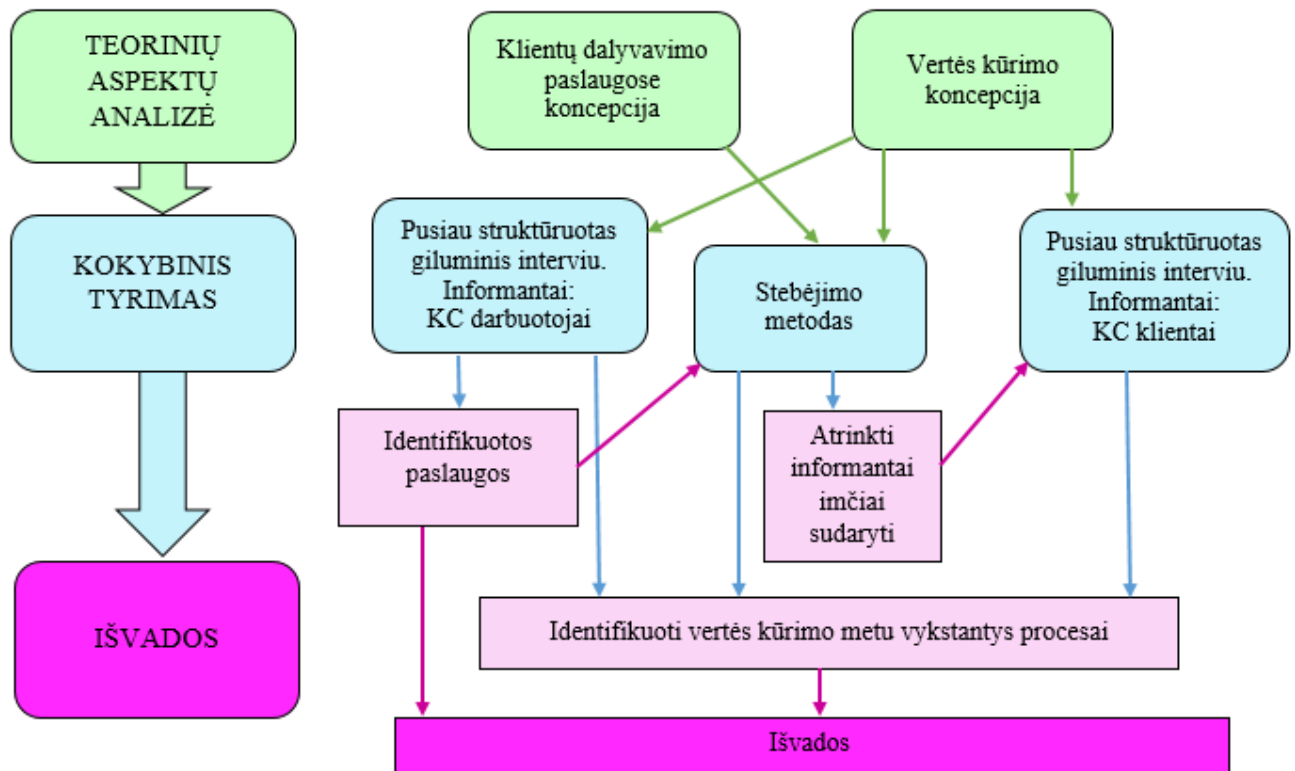 TEORINIŲ
ASPEKTŲ
ANALIZĖ
Klientų dalyvavimo
paslaugose
koncepcija
Vertės kūrimo
koncepcija
KOKYBINIS
TYRIMAS
Pusiau struktūruotas
giluminis interviu.
Informantai:
KC darbuotojai
Stebėjimo
metodas
Pusiau struktūruotas
giluminis interviu.
Informantai:
KC klientai
Identifikuotos
paslaugos
Atrinkti
informantai
imčiai
sudaryti
IŠVADOS
Identifikuoti vertės kūrimo metu vykstantys procesai
Išvados